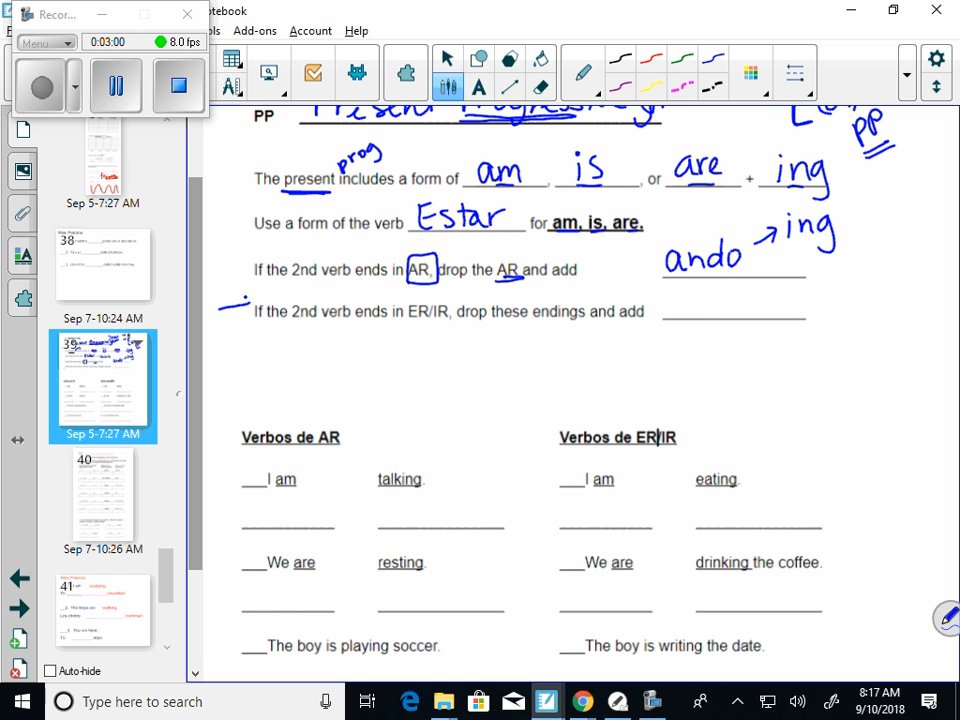 Recor...
otebook
Menu
0:03:00
8.0 fps
ols Add-ons Account Help
Sep 5-7:27 AM
38
Sep 7-10:24 AM
39
Sep 5-7:27 AM
40
Sep 7-10:26 AM
41
Auto-hide
PP Present Progressive
PP
prog
The present includes a form of am, is, or are + ing
Use a form of the verb Estar for am, is, are.
ing
If the 2nd verb ends in AR, drop the AR and add ando
If the 2nd verb ends in ER/IR, drop these endings and add
Verbos de AR Verbos de ER/IR
___I am talking. ___I am eating.
___We are resting. ___We are drinking the coffee.
___The boy is playing soccer. ___The boy is writing the date.
Type here to search
8:17 AM
9/10/2018